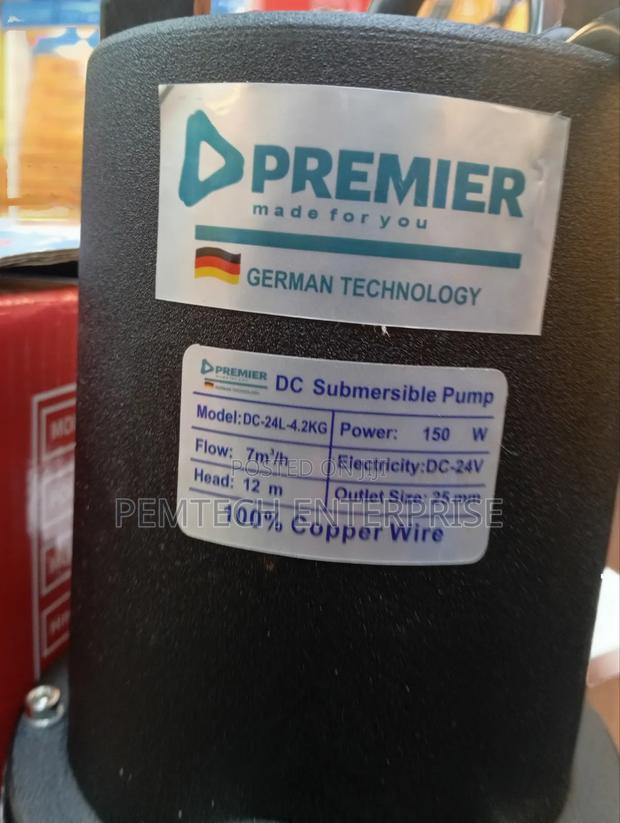 PREMIER
made for you
GERMAN TECHNOLOGY
PREMIER DC Submersible Pump
Model: DC-24L-4.2KG Power: 150 W
Flow: 7m³/h Electricity: DC-24V
Head: 12 m Outlet Size: 25 mm
100% Copper Wire
POSTED ON JIJI
PEMTECH ENTERPRISE